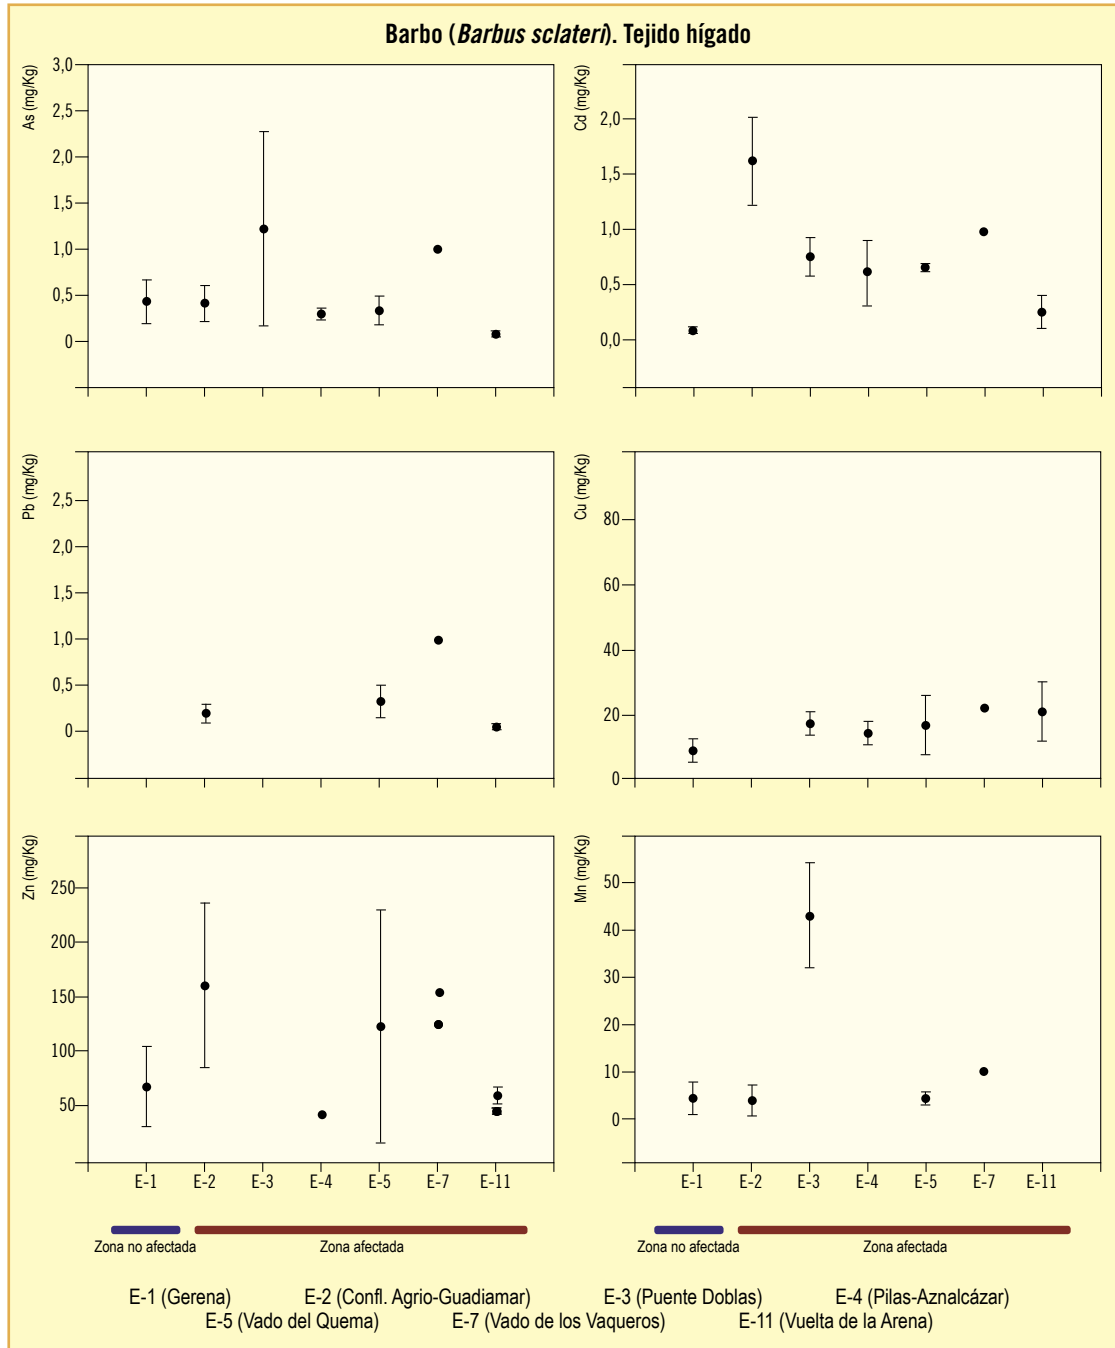 Barbo (Barbus sclateri). Tejido hígado
As (mg/Kg)
3,0
2,5
2,0
1,5
1,0
0,5
0
Cd (mg/Kg)
2,0
1,5
1,0
0,5
0,0
Pb (mg/Kg)
2,5
2,0
1,5
1,0
0,5
0
Cu (mg/Kg)
80
60
40
20
0
Zn (mg/Kg)
250
200
150
100
50
E-1 E-2 E-3 E-4 E-5 E-7 E-11
Mn (mg/Kg)
50
40
30
20
10
0
E-1 E-2 E-3 E-4 E-5 E-7 E-11
Zona no afectada Zona afectada
Zona no afectada Zona afectada
E-1 (Gerena) E-2 (Confl. Agrio-Guadiamar) E-3 (Puente Doblas) E-4 (Pilas-Aznalcázar)
E-5 (Vado del Quema) E-7 (Vado de los Vaqueros) E-11 (Vuelta de la Arena)